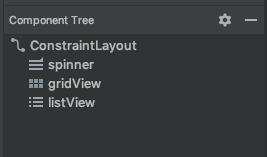 Component Tree
ConstraintLayout
spinner
gridView
listView